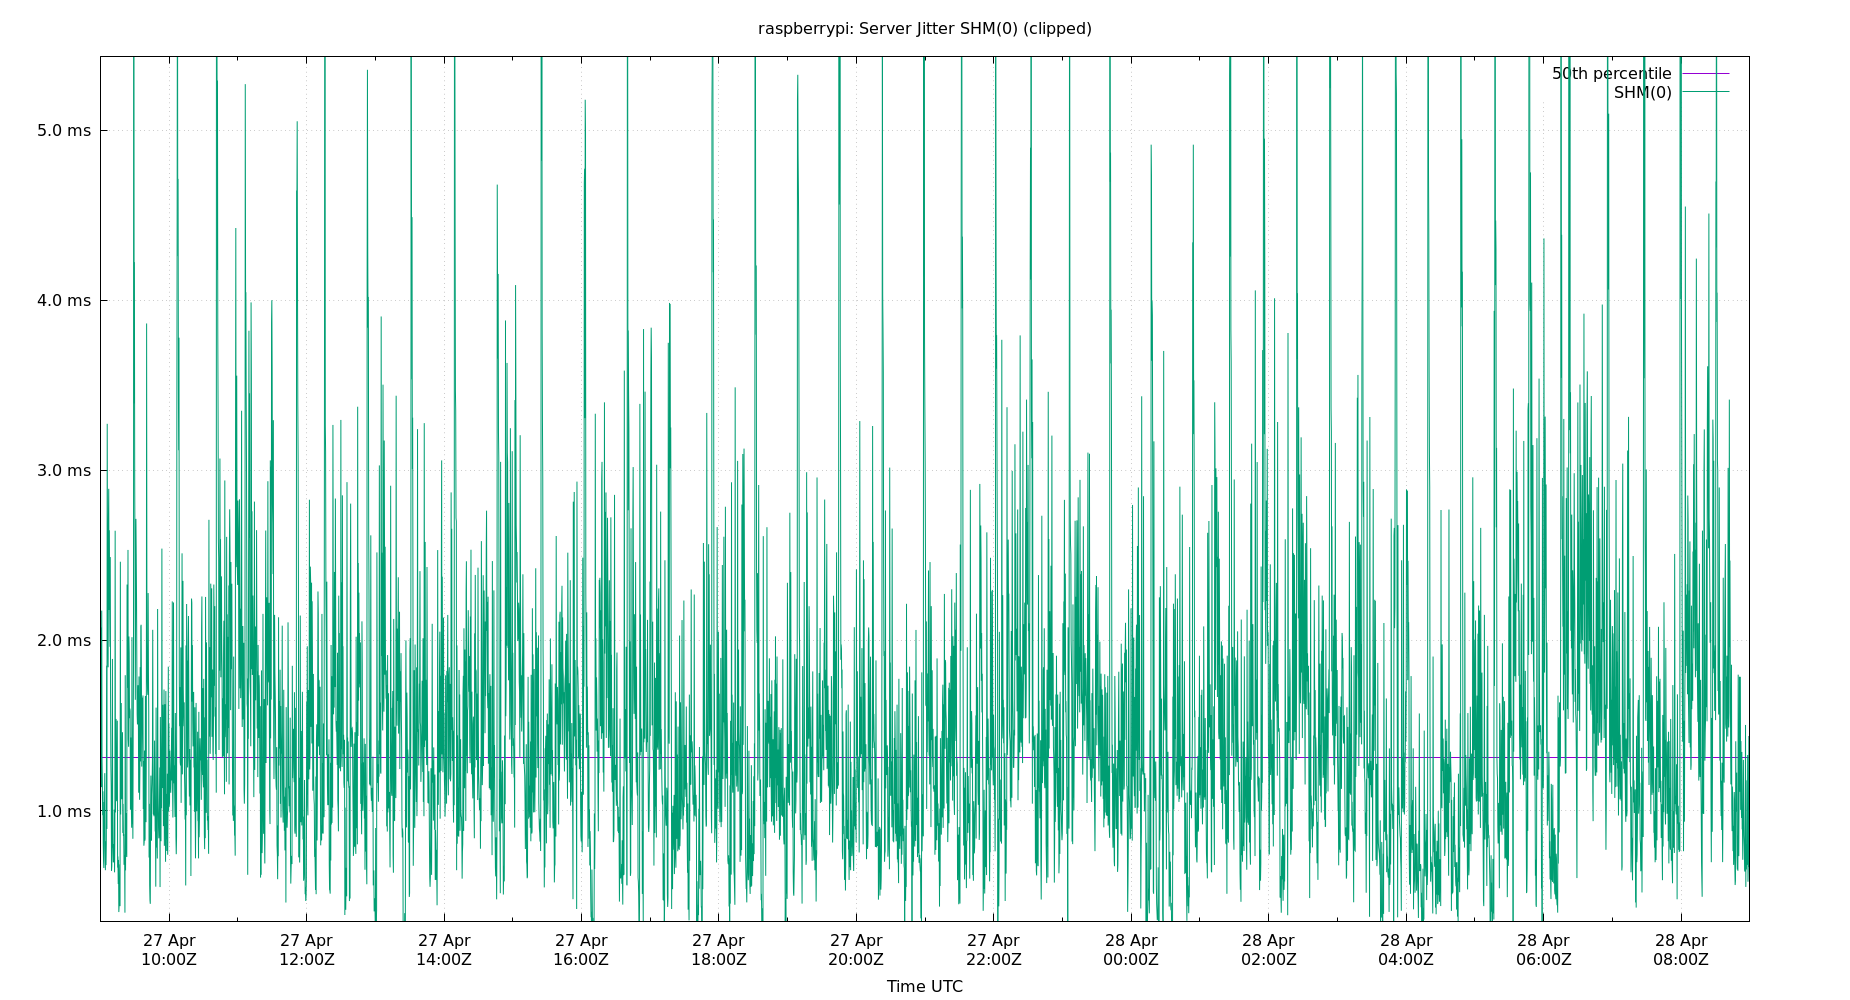 raspberrypi: Server Jitter SHM(0) (clipped)
50th percentile
SHM(0)
5.0 ms
4.0 ms
3.0 ms
2.0 ms
1.0 ms
27 Apr 27 Apr 27 Apr 27 Apr 27 Apr 27 Apr 27 Apr 28 Apr 28 Apr 28 Apr 28 Apr 28 Apr
10:00Z 12:00Z 14:00Z 16:00Z 18:00Z 20:00Z 22:00Z 00:00Z 02:00Z 04:00Z 06:00Z 08:00Z
Time UTC